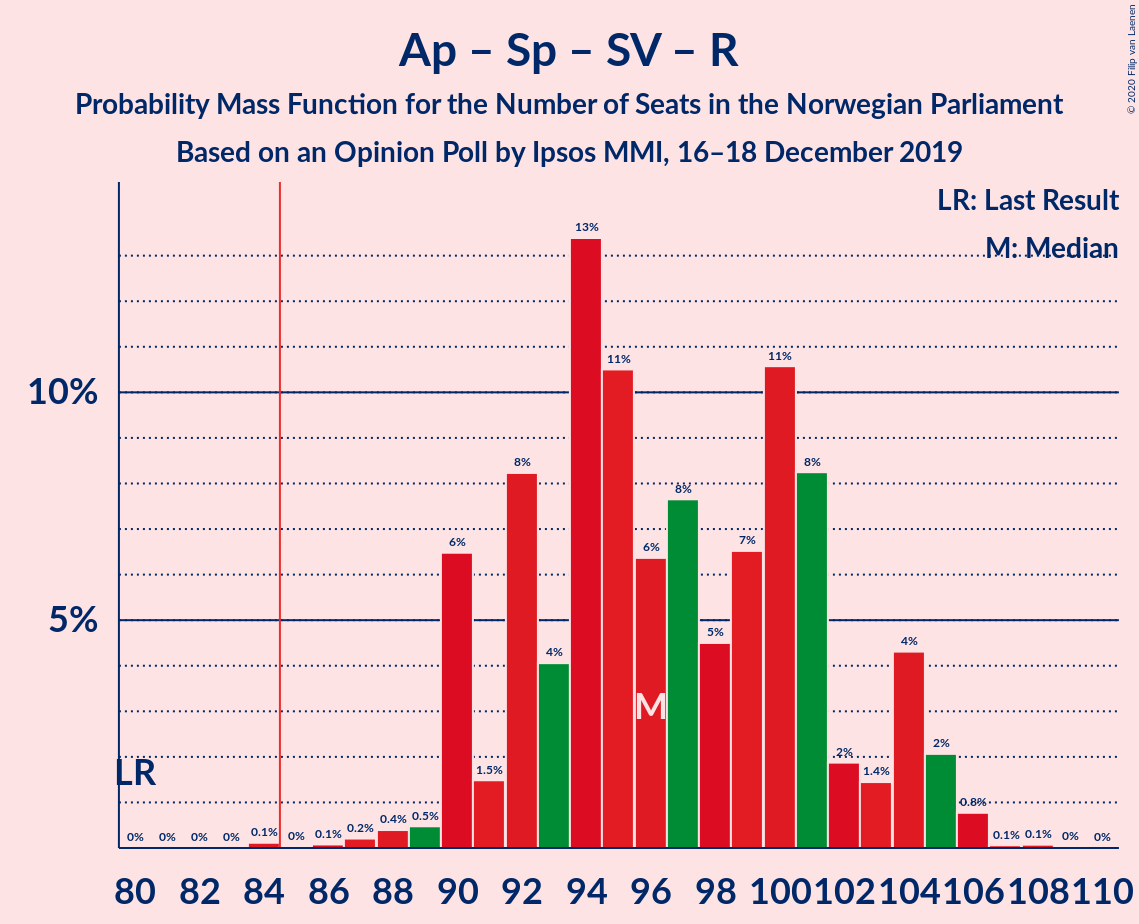 © 2020 Filip van Laenen
Ap – Sp – SV – R
Probability Mass Function for the Number of Seats in the Norwegian Parliament
Based on an Opinion Poll by Ipsos MMI, 16–18 December 2019
LR: Last Result
M: Median
13%
11% 11%
10%
8% 8% 8%
6% 6% 7%
5%
4% 5% 4%
M
LR
1.5% 2% 1.4% 2%
0% 0% 0% 0% 0.1% 0% 0.1% 0.2% 0.4% 0.5% 0.8% 0.1% 0.1% 0% 0%
80 82 84 86 88 90 92 94 96 98 100 102 104 106 108 110